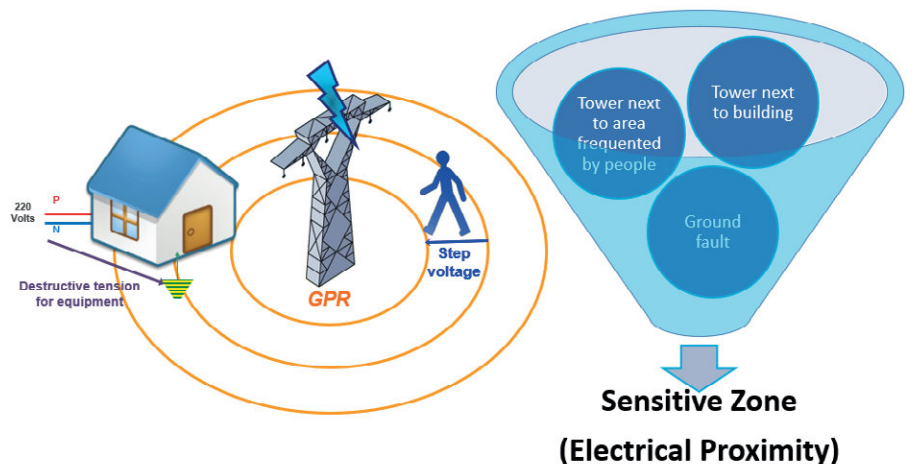 220
Volts
P
N
Destructive tension
for equipment
GPR
Step
voltage
Tower next
to area
frequented
by people
Tower next
to building
Ground
fault
Sensitive Zone
(Electrical Proximity)